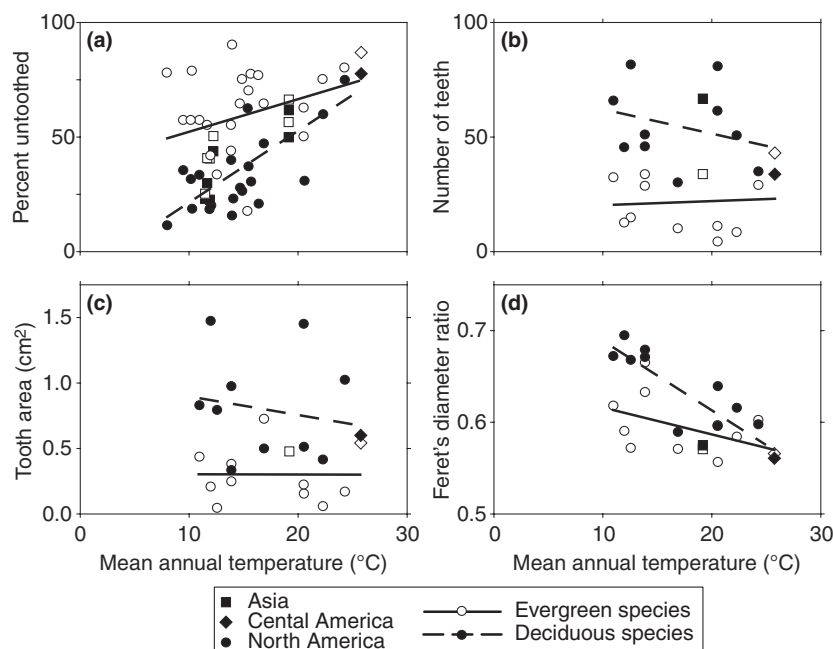 (a)
Percent untoothed
100
50
0
(b)
Number of teeth
100
50
0
(c)
Tooth area (cm²)
1.5
1.0
0.5
0.0
0 10 20 30
Mean annual temperature (°C)
(d)
Feret's diameter ratio
0.7
0.6
0.5
0 10 20 30
Mean annual temperature (°C)
Asia
Cental America
North America
Evergreen species
Deciduous species